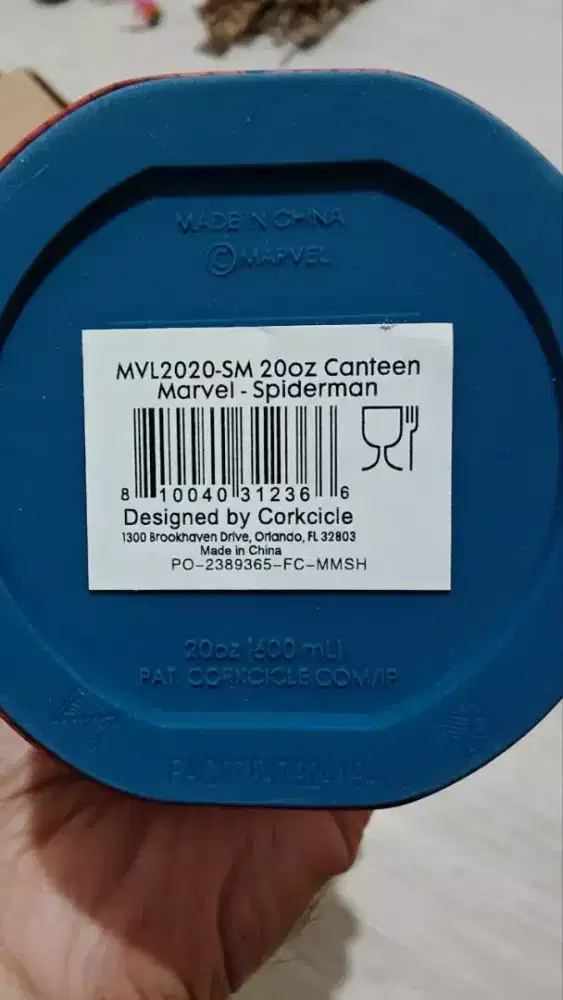 MADE IN CHINA
© MARVEL
MVL2020-SM 20oz Canteen
Marvel - Spiderman
8 10040 31236 6
Designed by Corkcicle
1300 Brookhaven Drive, Orlando, FL 32803
Made in China
PO-2389365-FC-MMSH
20oz (600 mL)
PAT. CORKCICLE.COM/IP